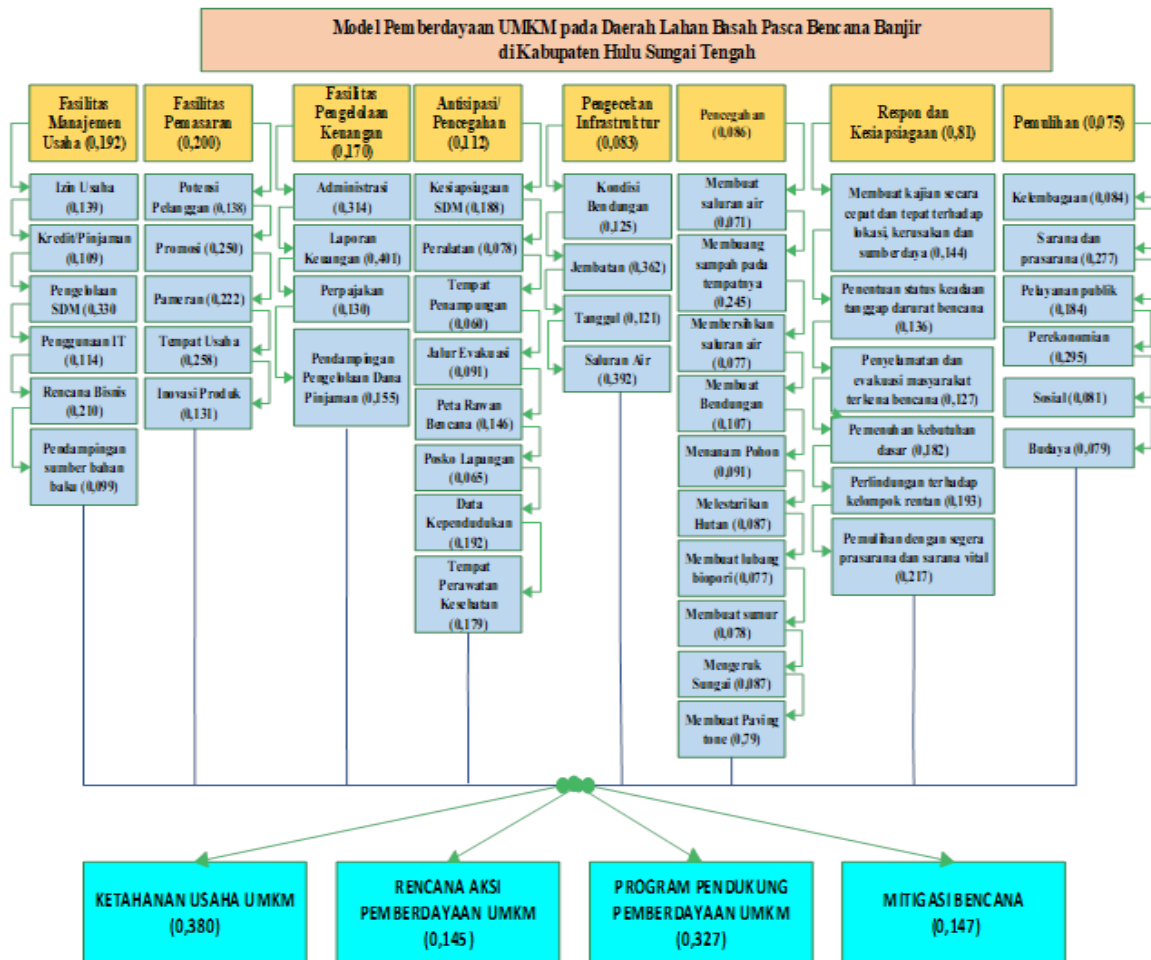 Model Pemberdayaan UMKM pada Daerah Lahan Basah Pasca Bencana Banjir
di Kabupaten Hulu Sungai Tengah
Fasilitas
Manajemen
Usaha (0,192)
Izin Usaha
(0,139)
Kredit/Pinjaman
(0,109)
Pengelolaan
SDM (0,330
Penggunaan IT
(0,114)
Rencana Bisnis
(0,210)
Pendampingan
sumber bahan
baku (0,099)
Fasilitas
Pemasaran
(0,200)
Potensi
Pelanggan (0,138)
Promosi (0,250)
Pameran (0,222)
Tempat Usaha
(0,258)
Inovasi Produk
(0,131)
Fasilitas
Pengelolaan
Keuangan
(0,170)
Administrasi
(0,314)
Laporan
Keuangan (0,401)
Perpajakan
(0,130)
Pendampingan
Pengelolaan Dana
Pinjaman (0,155)
Antisipasi/
Pencegahan
(0,112)
Kesiapsiagaan
SDM (0,188)
Peralatan (0,078)
Tempat
Penampungan
(0,060)
Jalur Evakuasi
(0,091)
Peta Rawan
Bencana (0,146)
Posko Lapangan
(0,065)
Data
Kependudukan
(0,192)
Tempat
Perawatan
Kesehatan
(0,179)
Pengecekan
Infrastruktur
(0,083)
Kondisi
Bendungan
(0,125)
Jembatan (0,362)
Tanggul (0,121)
Saluran Air
(0,392)
Pencegahan
(0,086)
Membuat
saluran air
(0,071)
Membuang
sampah pada
tempatnya
(0,245)
Membersihkan
saluran air
(0,077)
Membuat
Bendungan
(0,107)
Menanam Pohon
(0,091)
Melestarikan
Hutan (0,087)
Membuat lubang
biopori (0,077)
Membuat sumur
(0,078)
Mengeruk
Sungai (0,087)
Membuat Paving
tone (0,79)
Respon dan
Kesiapsiagaan (0,81)
Membuat kajian secara
cepat dan tepat terhadap
lokasi, kerusakan dan
sumberdaya (0,144)
Penentuan status keadaan
tanggap darurat bencana
(0,136)
Penyelamatan dan
evakuasi masyarakat
terkena bencana (0,127)
Pemenuhan kebutuhan
dasar (0,182)
Perlindungan terhadap
kelompok rentan (0,193)
Pemulihan dengan segera
prasarana dan sarana vital
(0,217)
Pemulihan (0,075)
Kelembagaan (0,084)
Sarana dan
prasarana (0,277)
Pelayanan publik
(0,184)
Perekonomian
(0,295)
Sosial (0,081)
Budaya (0,079)
KETAHANAN USAHA UMKM
(0,380)
RENCANA AKSI
PEMBERDAYAAN UMKM
(0,145)
PROGRAM PENDUKUNG
PEMBERDAYAAN UMKM
(0,327)
MITIGASI BENCANA
(0,147)